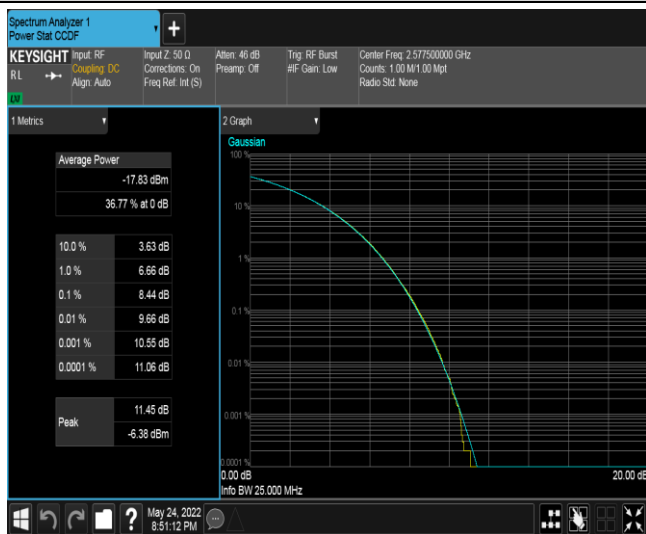 Spectrum Analyzer 1
Power Stat CCDF
+
KEYSIGHT
RL
Input: RF
Coupling: DC
Align: Auto
Input Z: 50 Ω
Corrections: On
Freq Ref: Int (S)
Atten: 46 dB
Preamp: Off
Trig: RF Burst
#IF Gain: Low
Center Freq: 2.577500000 GHz
Counts: 1.00 M/1.00 Mpt
Radio Std: None
1 Metrics
Average Power
-17.83 dBm
36.77 % at 0 dB
10.0 % 3.63 dB
1.0 % 6.66 dB
0.1 % 8.44 dB
0.01 % 9.66 dB
0.001 % 10.55 dB
0.0001 % 11.06 dB
Peak
11.45 dB
-6.38 dBm
2 Graph
Gaussian
100 %
10 %
1 %
0.1 %
0.01 %
0.001 %
0.0001 %
0.00 dB 20.00 dB
Info BW 25.000 MHz
?
May 24, 2022
8:51:12 PM